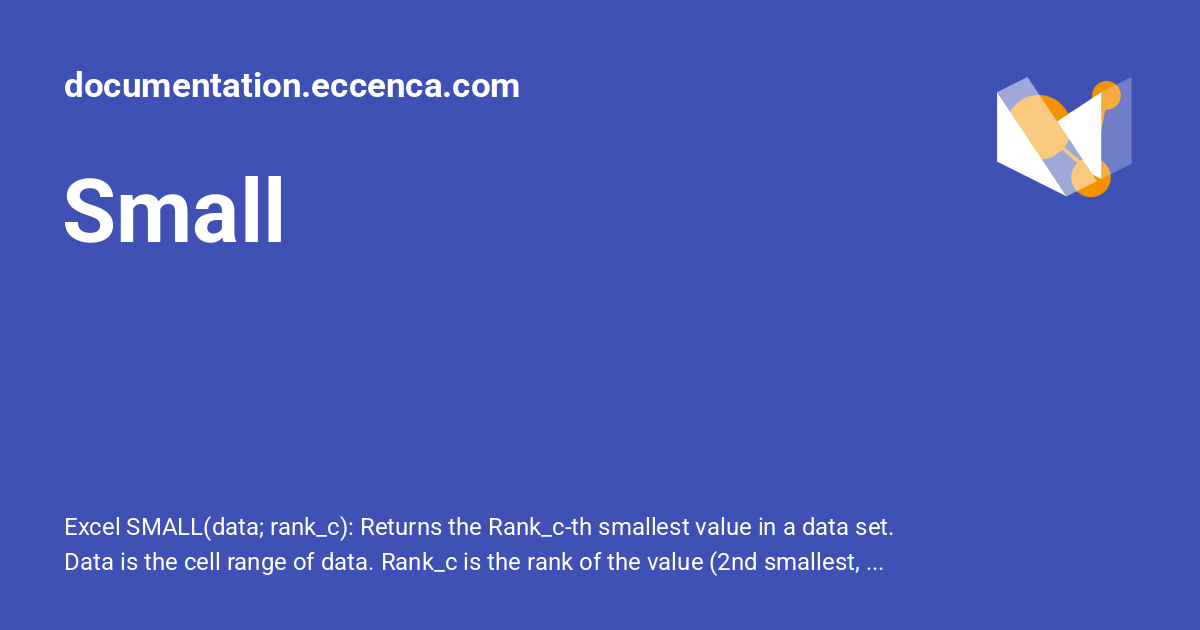 documentation.eccenca.com
Small
Excel SMALL(data; rank_c): Returns the Rank_c-th smallest value in a data set.
Data is the cell range of data. Rank_c is the rank of the value (2nd smallest, ...